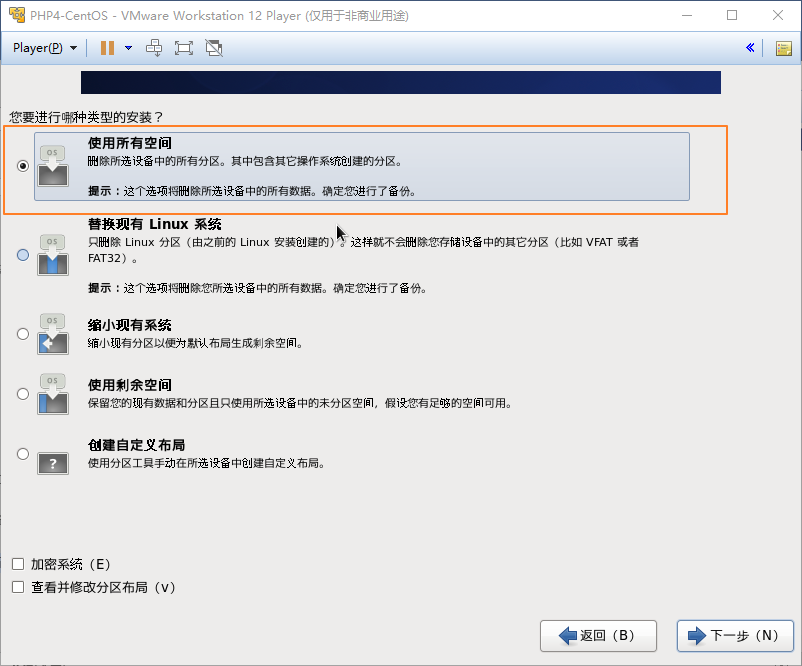 PHP4-CentOS - VMware Workstation 12 Player (仅用于非商业用途)
Player(P)
您要进行哪种类型的安装？
OS
使用所有空间
删除所选设备中的所有分区。其中包含其它操作系统创建的分区。
提示：这个选项将删除所选设备中的所有数据。确定您进行了备份。
OS
替换现有 Linux 系统
只删除 Linux 分区（由之前的 Linux 安装创建的）。这样就不会删除您存储设备中的其它分区（比如 VFAT 或者
FAT32）。
提示：这个选项将删除您所选设备中的所有数据。确定您进行了备份。
OS
缩小现有系统
缩小现有分区以便为默认布局生成剩余空间。
OS
使用剩余空间
保留您的现有数据和分区且只使用所选设备中的未分区空间，假设您有足够的空间可用。
?
创建自定义布局
使用分区工具手动在所选设备中创建自定义布局。
加密系统（E）
查看并修改分区布局（v）
返回（B）
下一步（N）